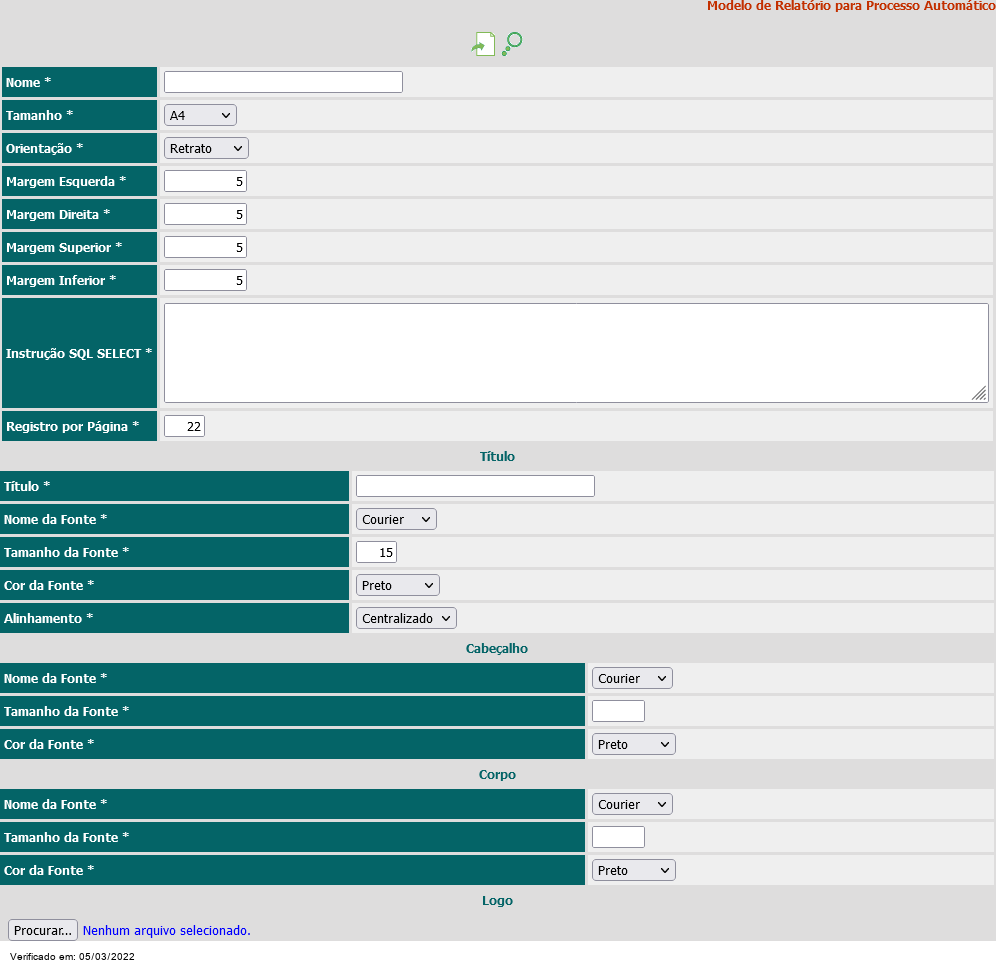 Modelo de Relatório para Processo Automático
Nome *
Tamanho * A4
Orientação * Retrato
Margem Esquerda * 5
Margem Direita * 5
Margem Superior * 5
Margem Inferior * 5
Instrução SQL SELECT *
Registro por Página * 22
Título
Título *
Nome da Fonte * Courier
Tamanho da Fonte * 15
Cor da Fonte * Preto
Alinhamento * Centralizado
Cabeçalho
Nome da Fonte * Courier
Tamanho da Fonte *
Cor da Fonte * Preto
Corpo
Nome da Fonte * Courier
Tamanho da Fonte *
Cor da Fonte * Preto
Logo
Procurar... Nenhum arquivo selecionado.
Verificado em: 05/03/2022